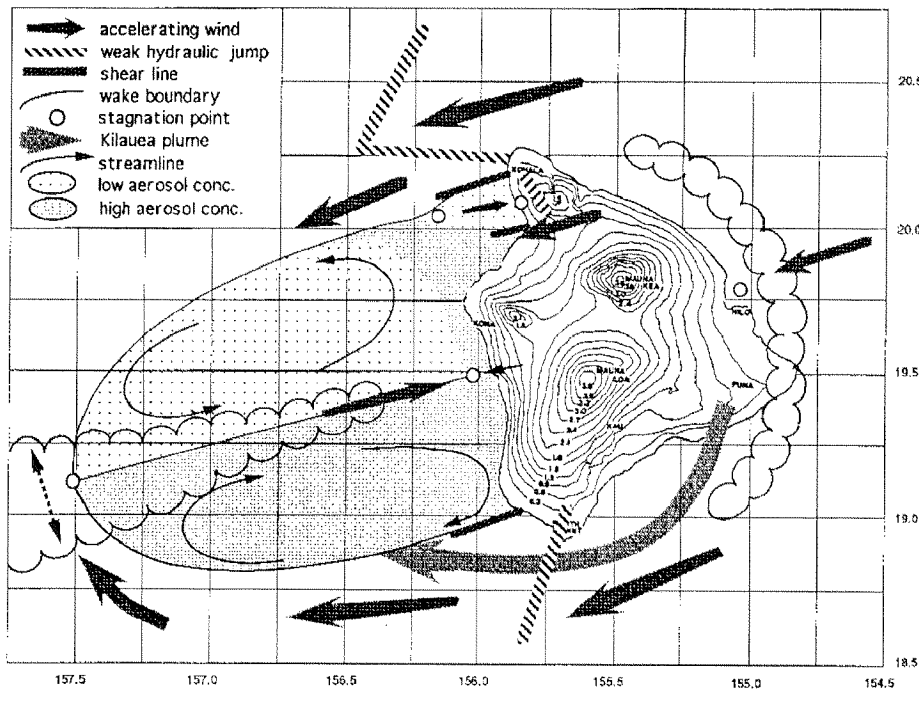 accelerating wind
weak hydraulic jump
shear line
wake boundary
stagnation point
Kilauea plume
streamline
low aerosol conc.
high aerosol conc.
20.5
20.0
19.5
19.0
18.5
KOHALA
MAUNA
KEA
HILO
KONA
MAUNA
LOA
PUNA
KAU
157.5
157.0
156.5
156.0
155.5
155.0
154.5